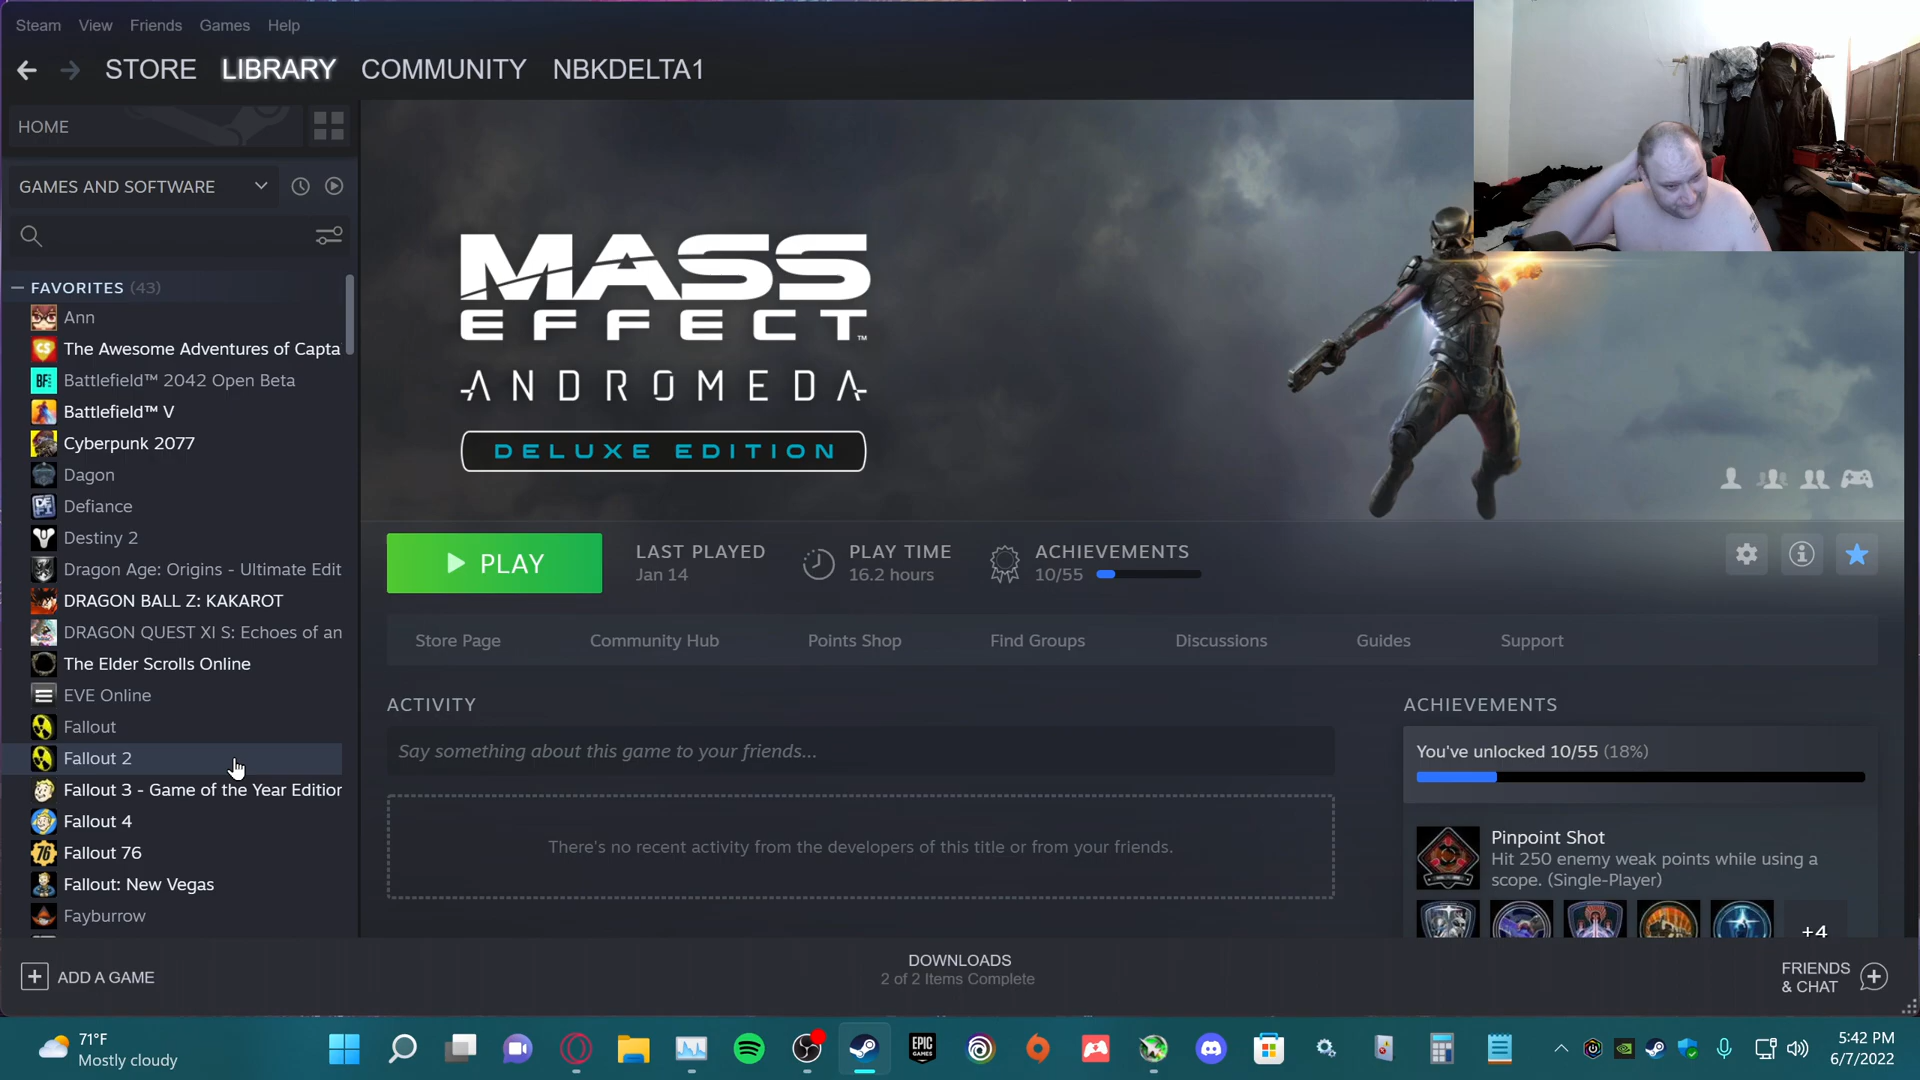 Steam View Friends Games Help
STORE LIBRARY COMMUNITY NBKDELTA1
HOME
GAMES AND SOFTWARE
FAVORITES (43)
Ann
The Awesome Adventures of Capta
Battlefield™ 2042 Open Beta
Battlefield™ V
Cyberpunk 2077
Dagon
Defiance
Destiny 2
Dragon Age: Origins - Ultimate Edit
DRAGON BALL Z: KAKAROT
DRAGON QUEST XI S: Echoes of an
The Elder Scrolls Online
EVE Online
Fallout
Fallout 2
Fallout 3 - Game of the Year Edition
Fallout 4
Fallout 76
Fallout: New Vegas
Fayburrow
ADD A GAME
MASS
EFFECT™
ANDROMEDA
DELUXE EDITION
PLAY
LAST PLAYED
Jan 14
PLAY TIME
16.2 hours
ACHIEVEMENTS
10/55
Store Page Community Hub Points Shop Find Groups Discussions Guides Support
ACTIVITY
Say something about this game to your friends...
There's no recent activity from the developers of this title or from your friends.
ACHIEVEMENTS
You've unlocked 10/55 (18%)
Pinpoint Shot
Hit 250 enemy weak points while using a
scope. (Single-Player)
+4
DOWNLOADS
2 of 2 Items Complete
FRIENDS
& CHAT
71°F
Mostly cloudy
EPIC
GAMES
5:42 PM
6/7/2022